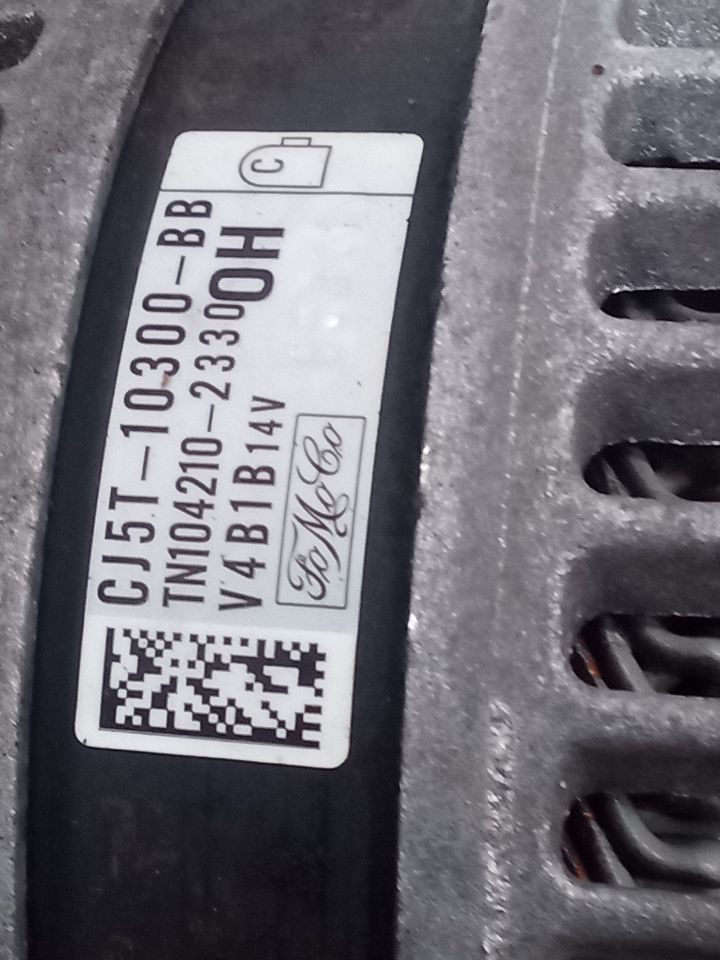 C
CJ5T-10300-BB
TN104210-2330
OH
V4B1B14V
FoMoCo